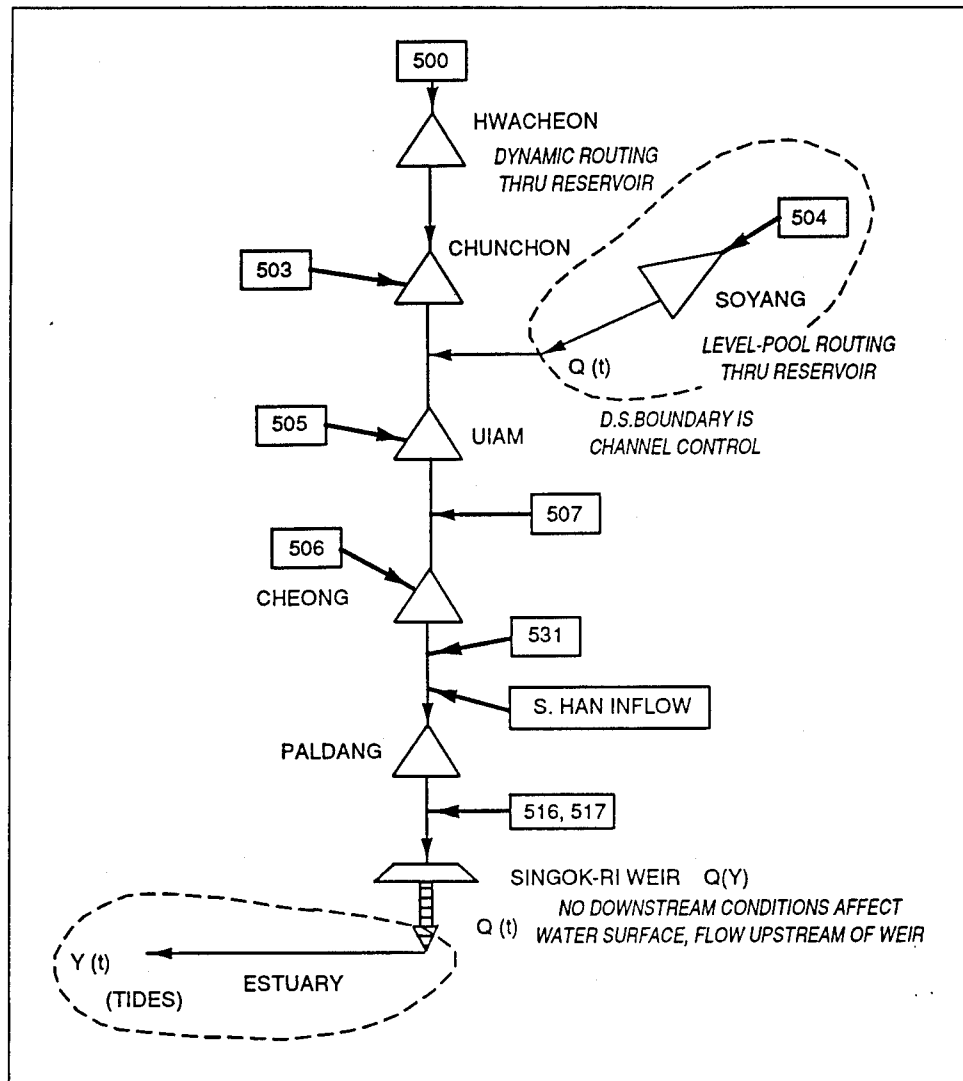 500
HWACHEON
DYNAMIC ROUTING
THRU RESERVOIR
504
CHUNCHON
503
SOYANG
LEVEL-POOL ROUTING
THRU RESERVOIR
Q (t)
D.S.BOUNDARY IS
CHANNEL CONTROL
505
UIAM
507
506
CHEONG
531
S. HAN INFLOW
PALDANG
516, 517
SINGOK-RI WEIR Q(Y)
Q (t)
NO DOWNSTREAM CONDITIONS AFFECT
WATER SURFACE, FLOW UPSTREAM OF WEIR
Y (t)
(TIDES)
ESTUARY